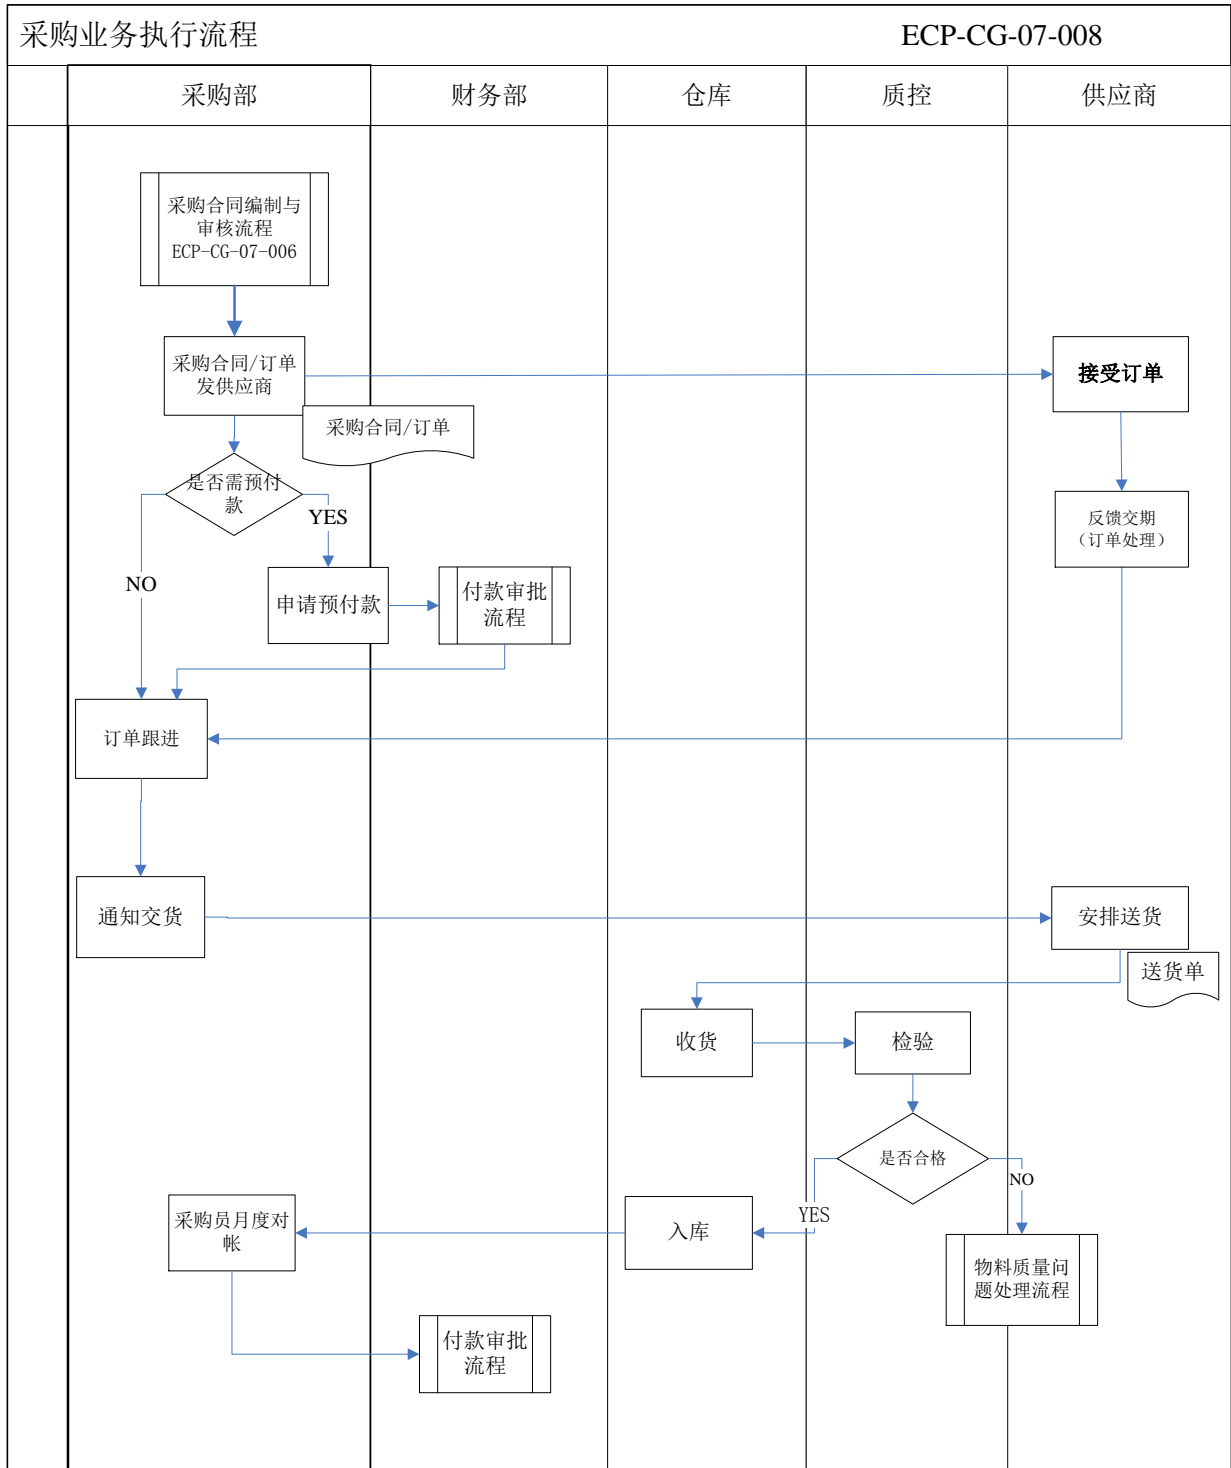 采购业务执行流程
ECP-CG-07-008
采购部
财务部
仓库
质控
供应商
采购合同编制与
审核流程
ECP-CG-07-006
采购合同/订单
发供应商
接受订单
采购合同/订单
是否需预付
款
YES
NO
反馈交期
（订单处理）
申请预付款
付款审批
流程
订单跟进
通知交货
安排送货
送货单
收货
检验
是否合格
NO
YES
采购员月度对
帐
入库
物料质量问
题处理流程
付款审批
流程